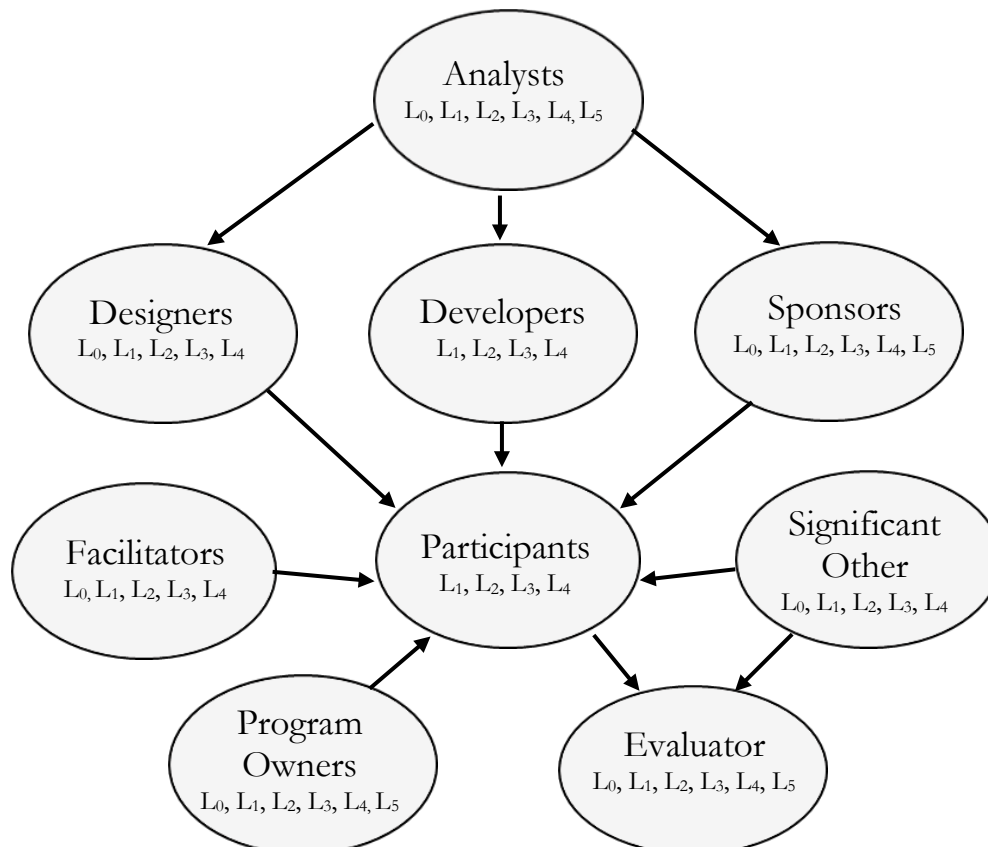 Analysts
L₀, L₁, L₂, L₃, L₄, L₅
Designers
L₀, L₁, L₂, L₃, L₄
Developers
L₁, L₂, L₃, L₄
Sponsors
L₀, L₁, L₂, L₃, L₄, L₅
Facilitators
L₀, L₁, L₂, L₃, L₄
Participants
L₁, L₂, L₃, L₄
Significant
Other
L₀, L₁, L₂, L₃, L₄
Program
Owners
L₀, L₁, L₂, L₃, L₄, L₅
Evaluator
L₀, L₁, L₂, L₃, L₄, L₅